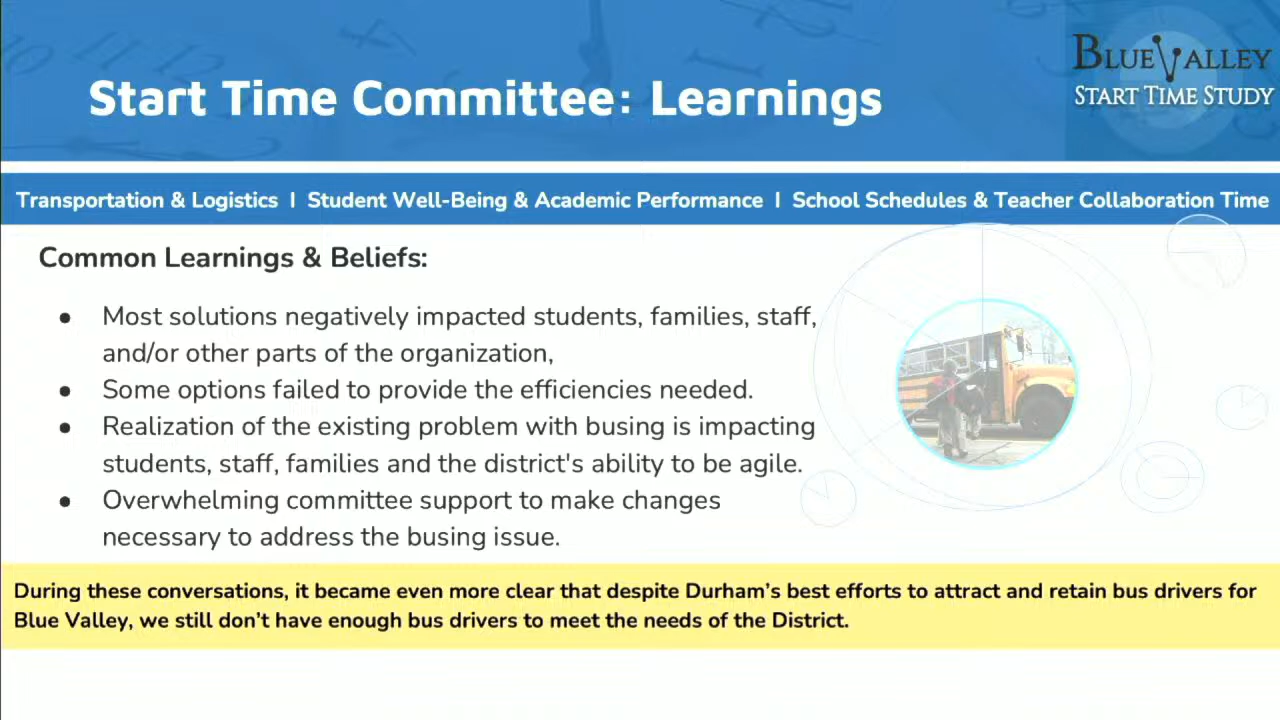 BLUE VALLEY
START TIME STUDY
Start Time Committee: Learnings
Transportation & Logistics I Student Well-Being & Academic Performance I School Schedules & Teacher Collaboration Time
Common Learnings & Beliefs:
● Most solutions negatively impacted students, families, staff,
and/or other parts of the organization,
● Some options failed to provide the efficiencies needed.
● Realization of the existing problem with busing is impacting
students, staff, families and the district's ability to be agile.
● Overwhelming committee support to make changes
necessary to address the busing issue.
During these conversations, it became even more clear that despite Durham’s best efforts to attract and retain bus drivers for
Blue Valley, we still don’t have enough bus drivers to meet the needs of the District.